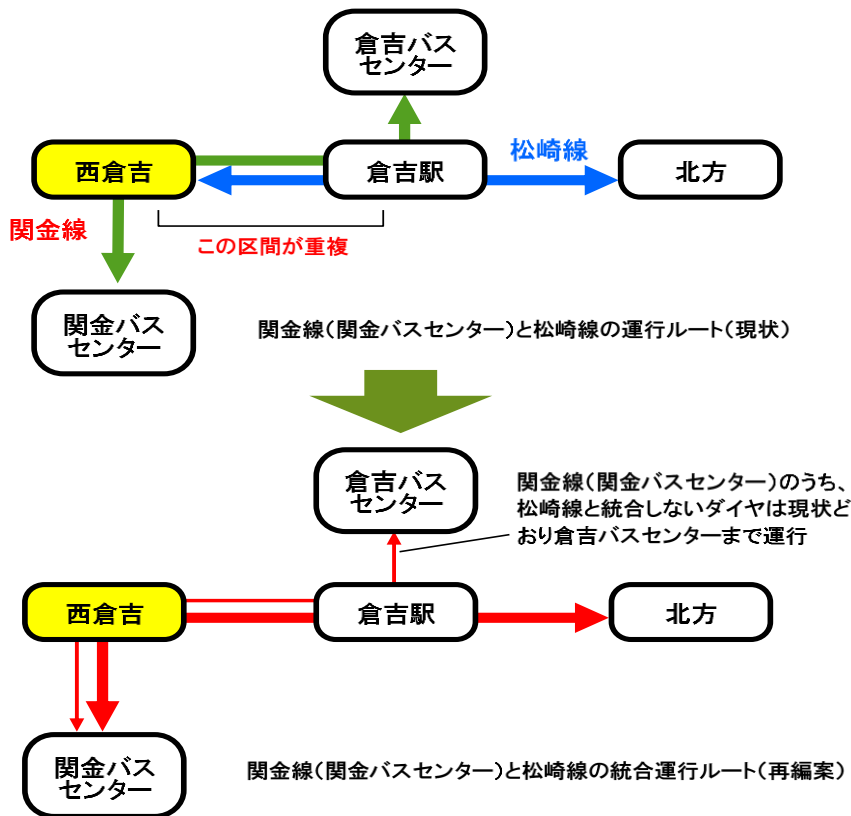 倉吉バス
センター
西倉吉
倉吉駅
松崎線
北方
関金線
この区間が重複
関金バス
センター
関金線（関金バスセンター）と松崎線の運行ルート（現状）
倉吉バス
センター
関金線（関金バスセンター）のうち、
松崎線と統合しないダイヤは現状ど
おり倉吉バスセンターまで運行
西倉吉
倉吉駅
北方
関金バス
センター
関金線（関金バスセンター）と松崎線の統合運行ルート（再編案）